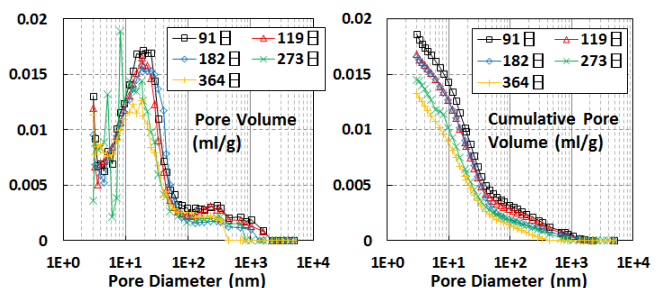 0.02
0.015
0.01
0.005
0
91日 119日
182日 273日
364日
Pore Volume
(ml/g)
1E+0 1E+1 1E+2 1E+3 1E+4
Pore Diameter (nm)
0.02
0.015
0.01
0.005
0
91日 119日
182日 273日
364日
Cumulative Pore
Volume (ml/g)
1E+0 1E+1 1E+2 1E+3 1E+4
Pore Diameter (nm)